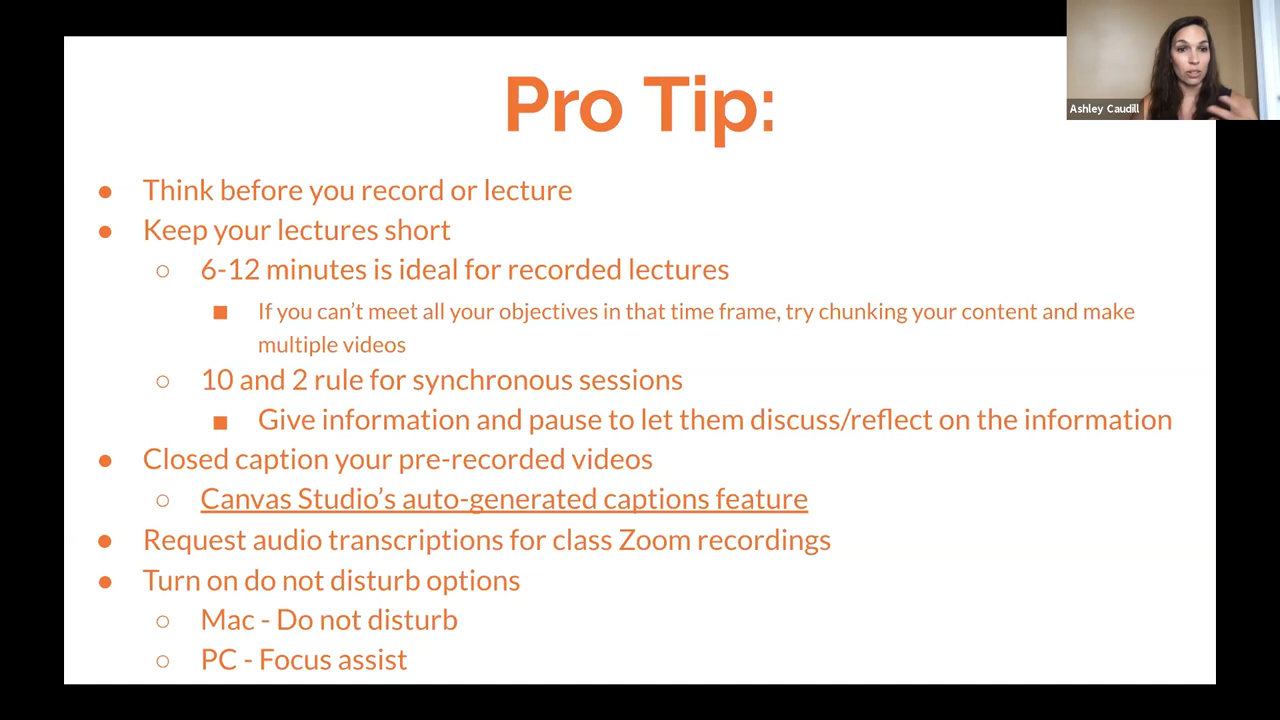 Pro Tip:
Ashley Caudill
● Think before you record or lecture
● Keep your lectures short
○ 6-12 minutes is ideal for recorded lectures
■ If you can’t meet all your objectives in that time frame, try chunking your content and make
multiple videos
○ 10 and 2 rule for synchronous sessions
■ Give information and pause to let them discuss/reflect on the information
● Closed caption your pre-recorded videos
○ Canvas Studio’s auto-generated captions feature
● Request audio transcriptions for class Zoom recordings
● Turn on do not disturb options
○ Mac - Do not disturb
○ PC - Focus assist